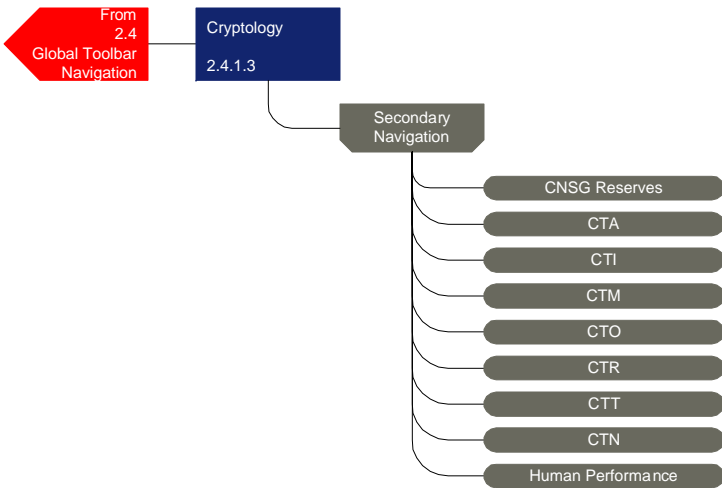 From
2.4
Global Toolbar
Navigation
Cryptology
2.4.1.3
Secondary
Navigation
CNSG Reserves
CTA
CTI
CTM
CTO
CTR
CTT
CTN
Human Performance